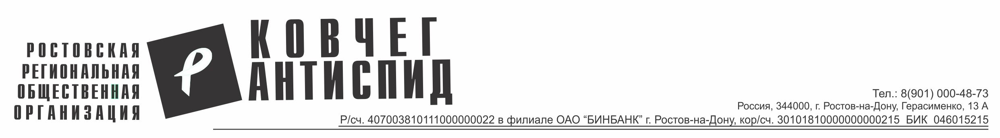 РОСТОВСКАЯ
РЕГИОНАЛЬНАЯ
ОБЩЕСТВЕННАЯ
ОРГАНИЗАЦИЯ
КОВЧЕГ
АНТИСПИД
Тел.: 8(901) 000-48-73
Россия, 344000, г. Ростов-на-Дону, Герасименко, 13 А
Р/сч. 407003810111000000022 в филиале ОАО “БИНБАНК” г. Ростов-на-Дону, кор/сч. 30101810000000000215 БИК 046015215